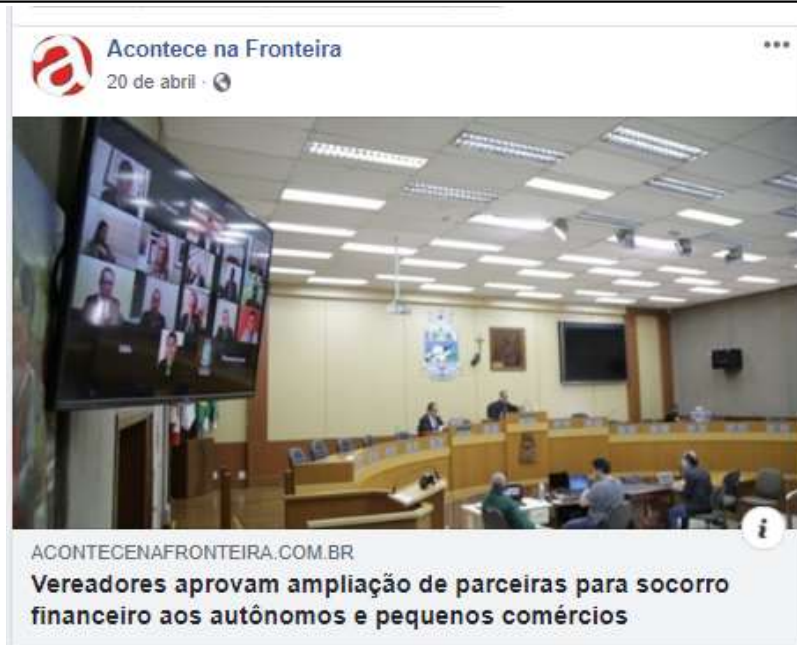 Acontece na Fronteira
20 de abril
ACONTECENAFRONTEIRA.COM.BR
Vereadores aprovam ampliação de parceiras para socorro
financeiro aos autônomos e pequenos comércios